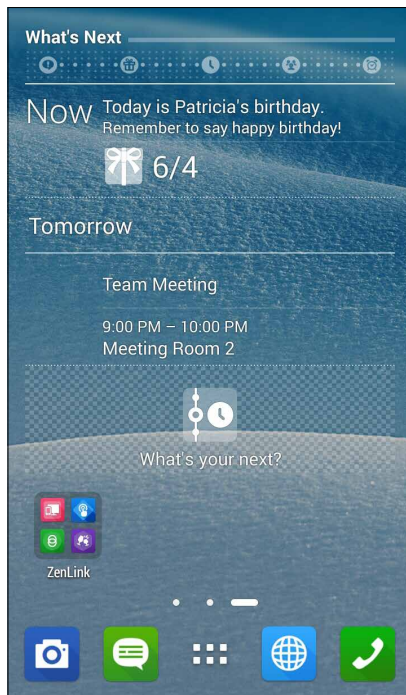 What's Next
Now
Today is Patricia's birthday.
Remember to say happy birthday!
6/4
Tomorrow
Team Meeting
9:00 PM – 10:00 PM
Meeting Room 2
What's your next?
ZenLink